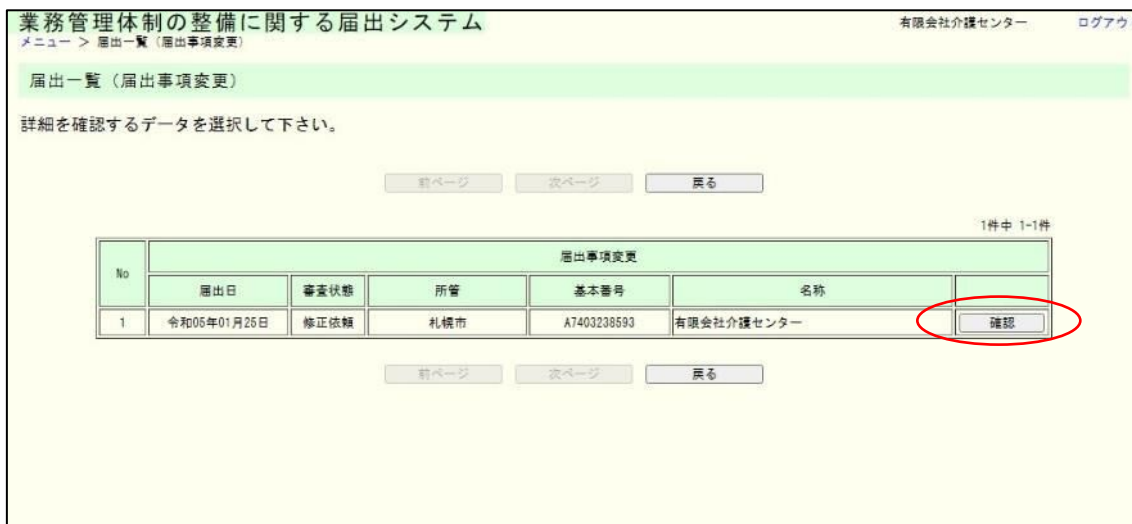 業務管理体制の整備に関する届出システム
有限会社介護センター ログアウ
メニュー > 届出一覧（届出事項変更）
届出一覧（届出事項変更）
詳細を確認するデータを選択して下さい。
前ページ 次ページ 戻る
1件中 1-1件
No 届出事項変更
届出日 審査状態 所管 基本番号 名称
1 令和05年01月25日 修正依頼 札幌市 A7403238593 有限会社介護センター 確認
前ページ 次ページ 戻る